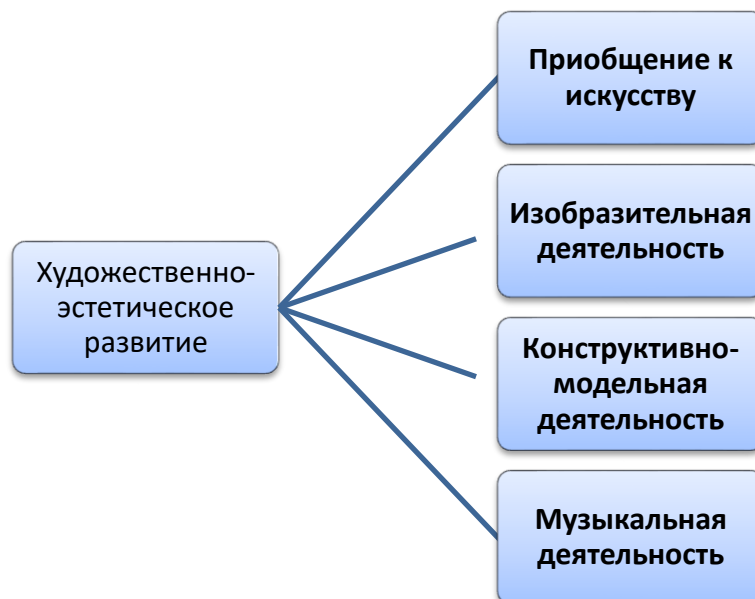 Приобщение к
искусству
Изобразительная
деятельность
Художественно-
эстетическое
развитие
Конструктивно-
модельная
деятельность
Музыкальная
деятельность